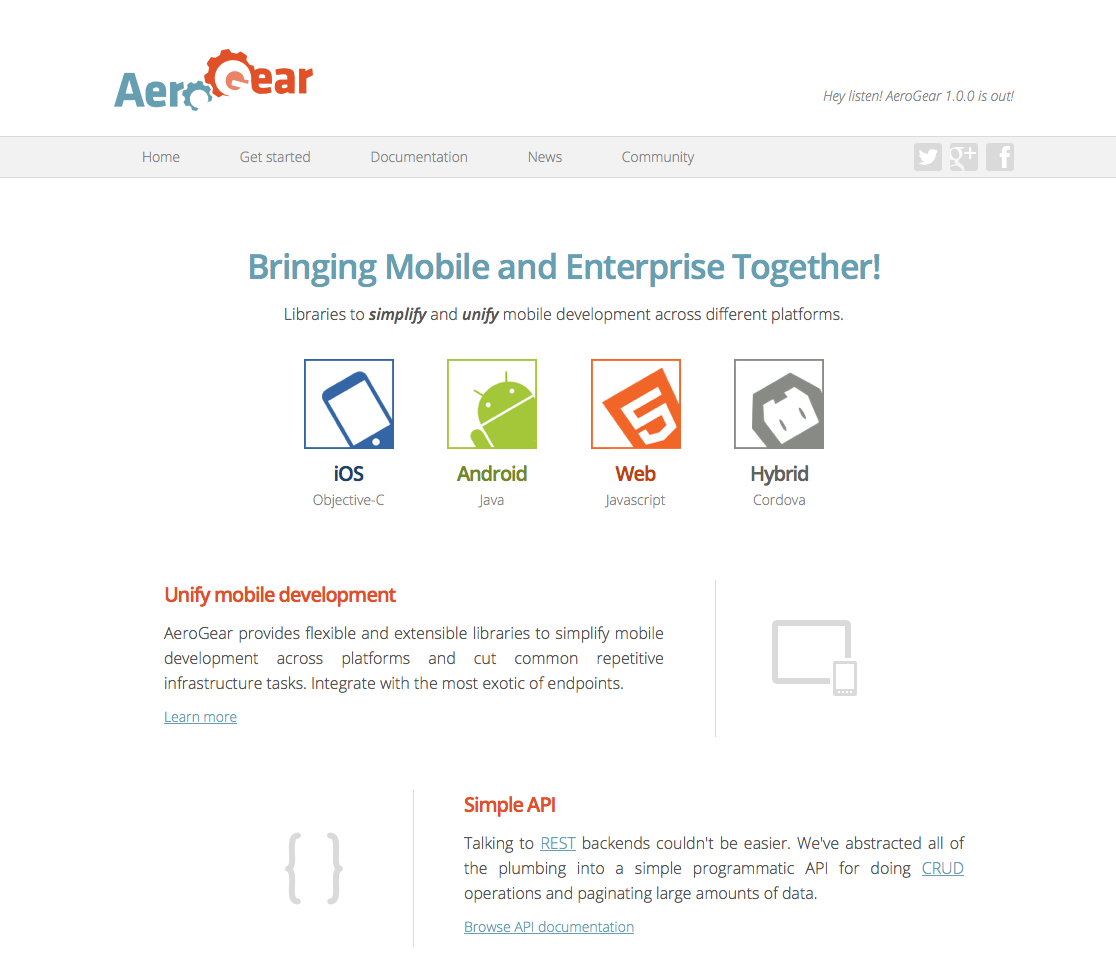 AeroGear
Hey listen! AeroGear 1.0.0 is out!
Home Get started Documentation News Community
Bringing Mobile and Enterprise Together!
Libraries to simplify and unify mobile development across different platforms.
iOS Android Web Hybrid
Objective-C Java Javascript Cordova
Unify mobile development
AeroGear provides flexible and extensible libraries to simplify mobile
development across platforms and cut common repetitive
infrastructure tasks. Integrate with the most exotic of endpoints.
Learn more
Simple API
Talking to REST backends couldn't be easier. We've abstracted all of
the plumbing into a simple programmatic API for doing CRUD
operations and paginating large amounts of data.
Browse API documentation